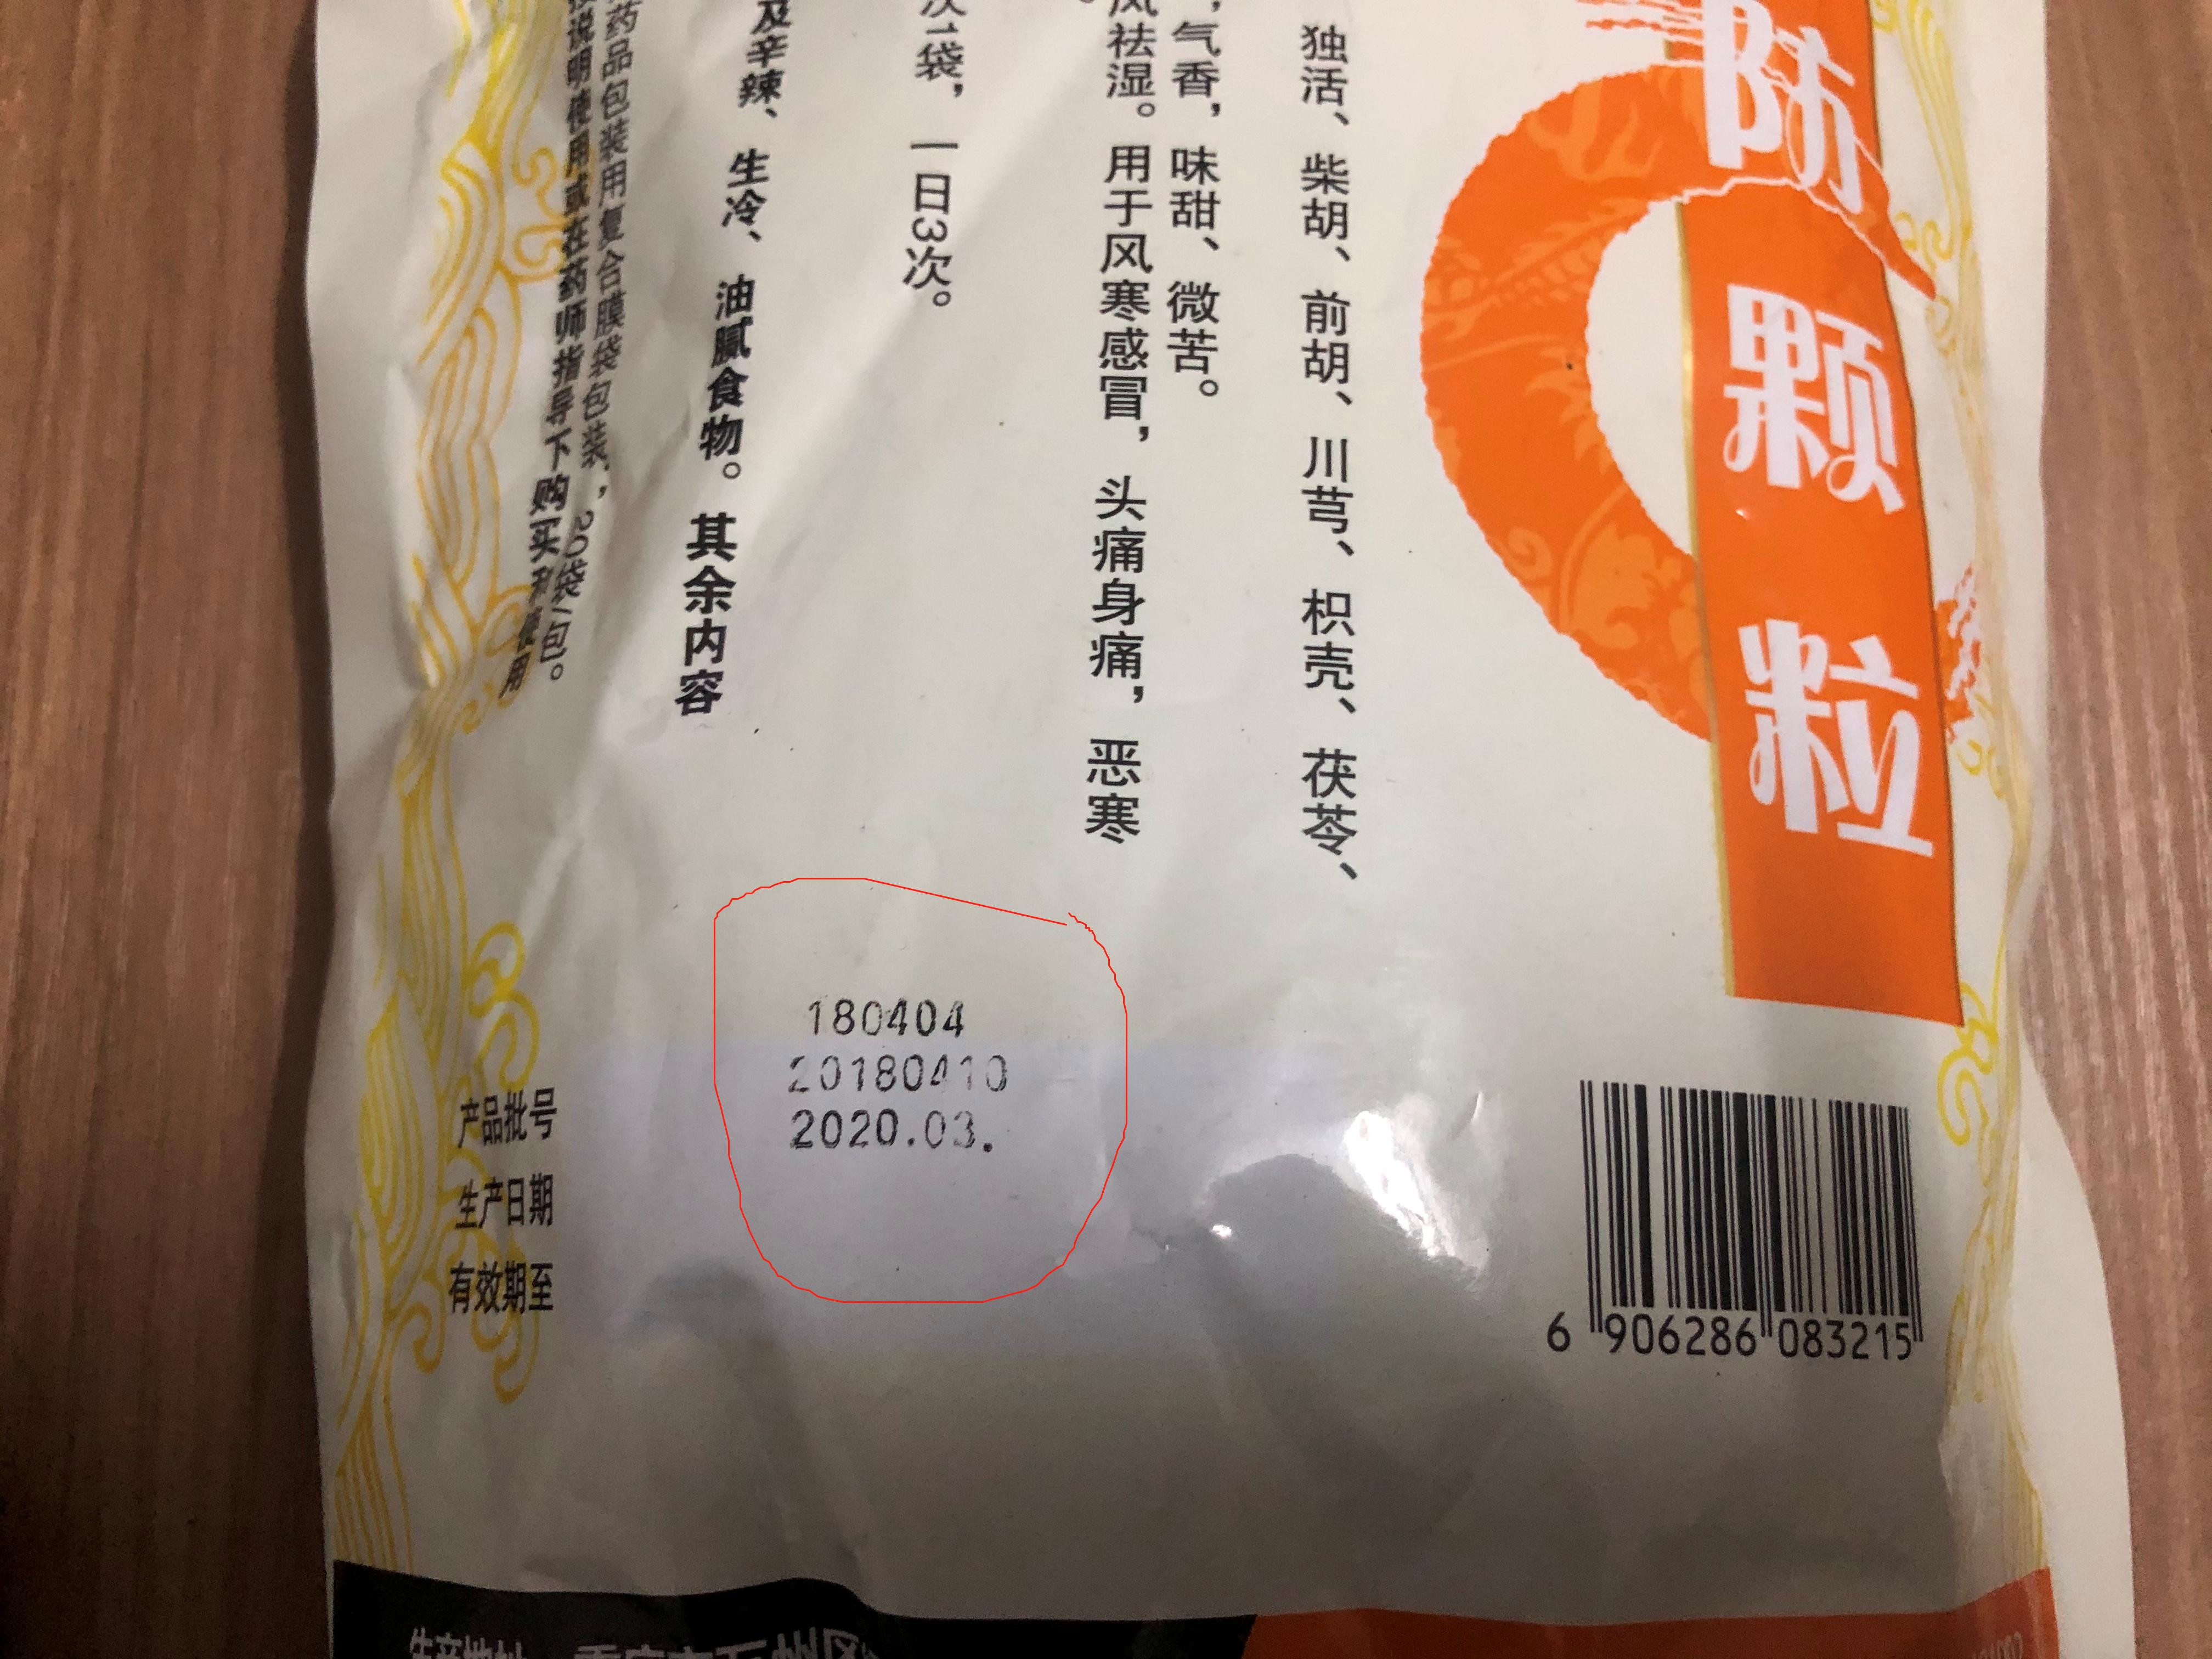 防
颗
粒
独活、柴胡、前胡、川芎、枳壳、茯苓、
，气香，味甜、微苦。
风祛湿。用于风寒感冒，头痛身痛，恶寒
次1袋，一日3次。
及辛辣、生冷、油腻食物。其余内容
药品包装用复合膜袋包装，20袋/包。
按说明使用或在药师指导下购买和使用
180404
20180410
2020.03.
产品批号
生产日期
有效期至
6 906286 083215
生产地址